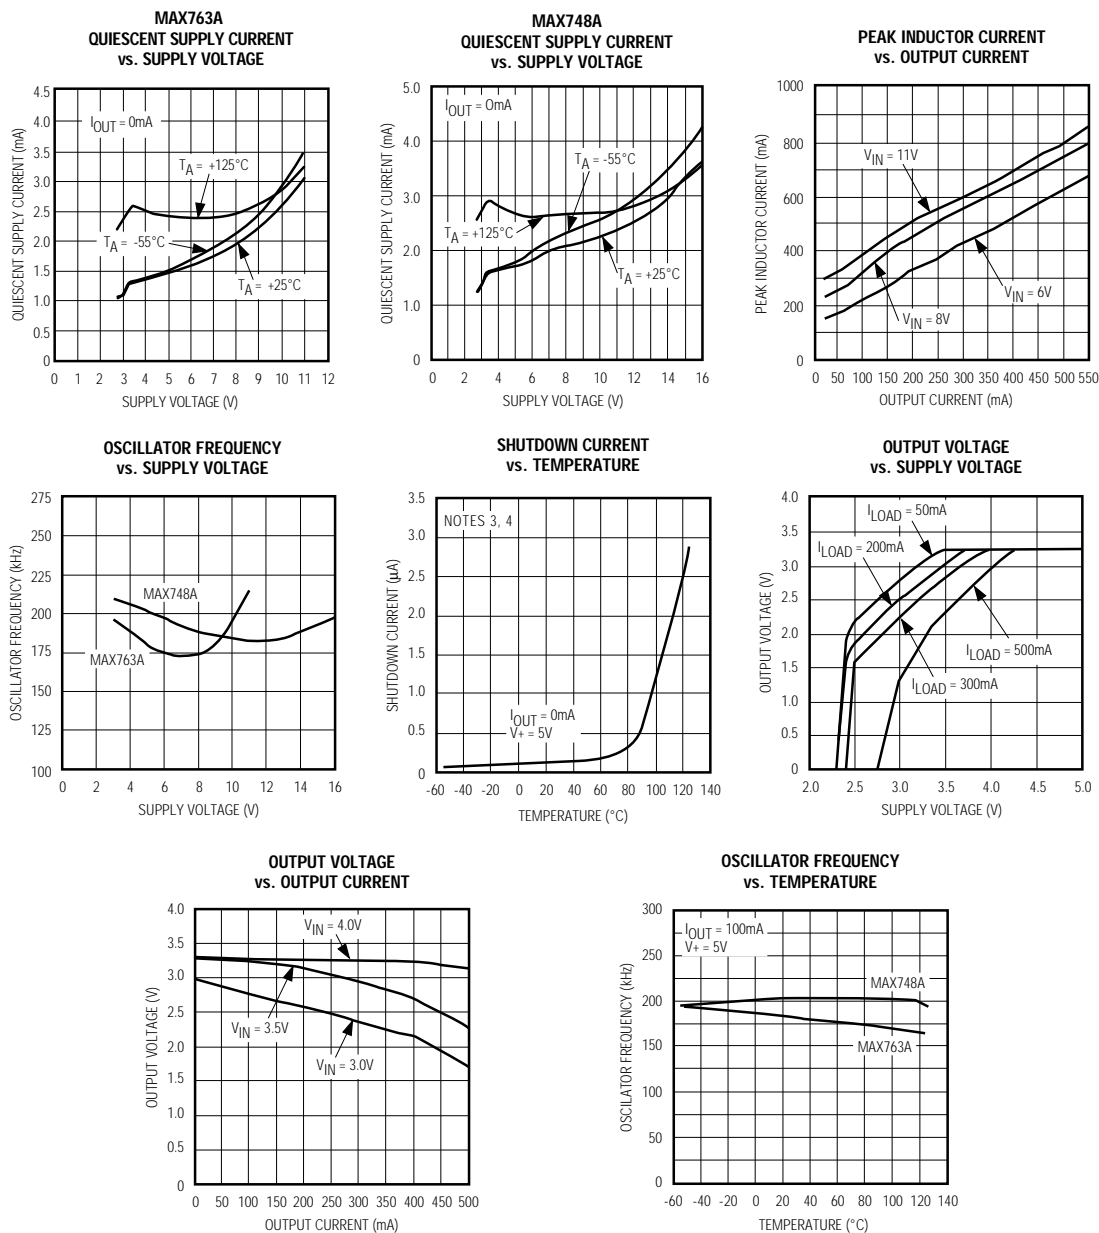 MAX763A
QUIESCENT SUPPLY CURRENT
vs. SUPPLY VOLTAGE
QUIESCENT SUPPLY CURRENT (mA)
4.5
4.0
3.5
3.0
2.5
2.0
1.5
1.0
0.5
0
IOUT = 0mA
TA = +125°C
TA = -55°C
TA = +25°C
0 1 2 3 4 5 6 7 8 9 10 11 12
SUPPLY VOLTAGE (V)
MAX748A
QUIESCENT SUPPLY CURRENT
vs. SUPPLY VOLTAGE
QUIESCENT SUPPLY CURRENT (mA)
5.0
4.0
3.0
2.0
1.0
0
IOUT = 0mA
TA = -55°C
TA = +125°C
TA = +25°C
0 2 4 6 8 10 12 14 16
SUPPLY VOLTAGE (V)
PEAK INDUCTOR CURRENT
vs. OUTPUT CURRENT
PEAK INDUCTOR CURRENT (mA)
1000
800
600
400
200
0
VIN = 11V
VIN = 6V
VIN = 8V
0 50 100 150 200 250 300 350 400 450 500 550
OUTPUT CURRENT (mA)
OSCILLATOR FREQUENCY
vs. SUPPLY VOLTAGE
OSCILLATOR FREQUENCY (kHz)
275
250
225
200
175
150
125
100
MAX748A
MAX763A
0 2 4 6 8 10 12 14 16
SUPPLY VOLTAGE (V)
SHUTDOWN CURRENT
vs. TEMPERATURE
SHUTDOWN CURRENT (µA)
3.5
3.0
2.5
2.0
1.5
1.0
0.5
0
NOTES 3, 4
IOUT = 0mA
V+ = 5V
-60 -40 -20 0 20 40 60 80 100 120 140
TEMPERATURE (°C)
OUTPUT VOLTAGE
vs. SUPPLY VOLTAGE
OUTPUT VOLTAGE (V)
4.0
3.5
3.0
2.5
2.0
1.5
1.0
0.5
0
ILOAD = 50mA
ILOAD = 200mA
ILOAD = 500mA
ILOAD = 300mA
2.0 2.5 3.0 3.5 4.0 4.5 5.0
SUPPLY VOLTAGE (V)
OUTPUT VOLTAGE
vs. OUTPUT CURRENT
OUTPUT VOLTAGE (V)
4.0
3.5
3.0
2.5
2.0
1.5
1.0
0.5
0
VIN = 4.0V
VIN = 3.5V
VIN = 3.0V
0 50 100 150 200 250 300 350 400 450 500
OUTPUT CURRENT (mA)
OSCILLATOR FREQUENCY
vs. TEMPERATURE
OSCILATOR FREQUENCY (kHz)
300
250
200
150
100
50
0
IOUT = 100mA
V+ = 5V
MAX748A
MAX763A
-60 -40 -20 0 20 40 60 80 100 120 140
TEMPERATURE (°C)